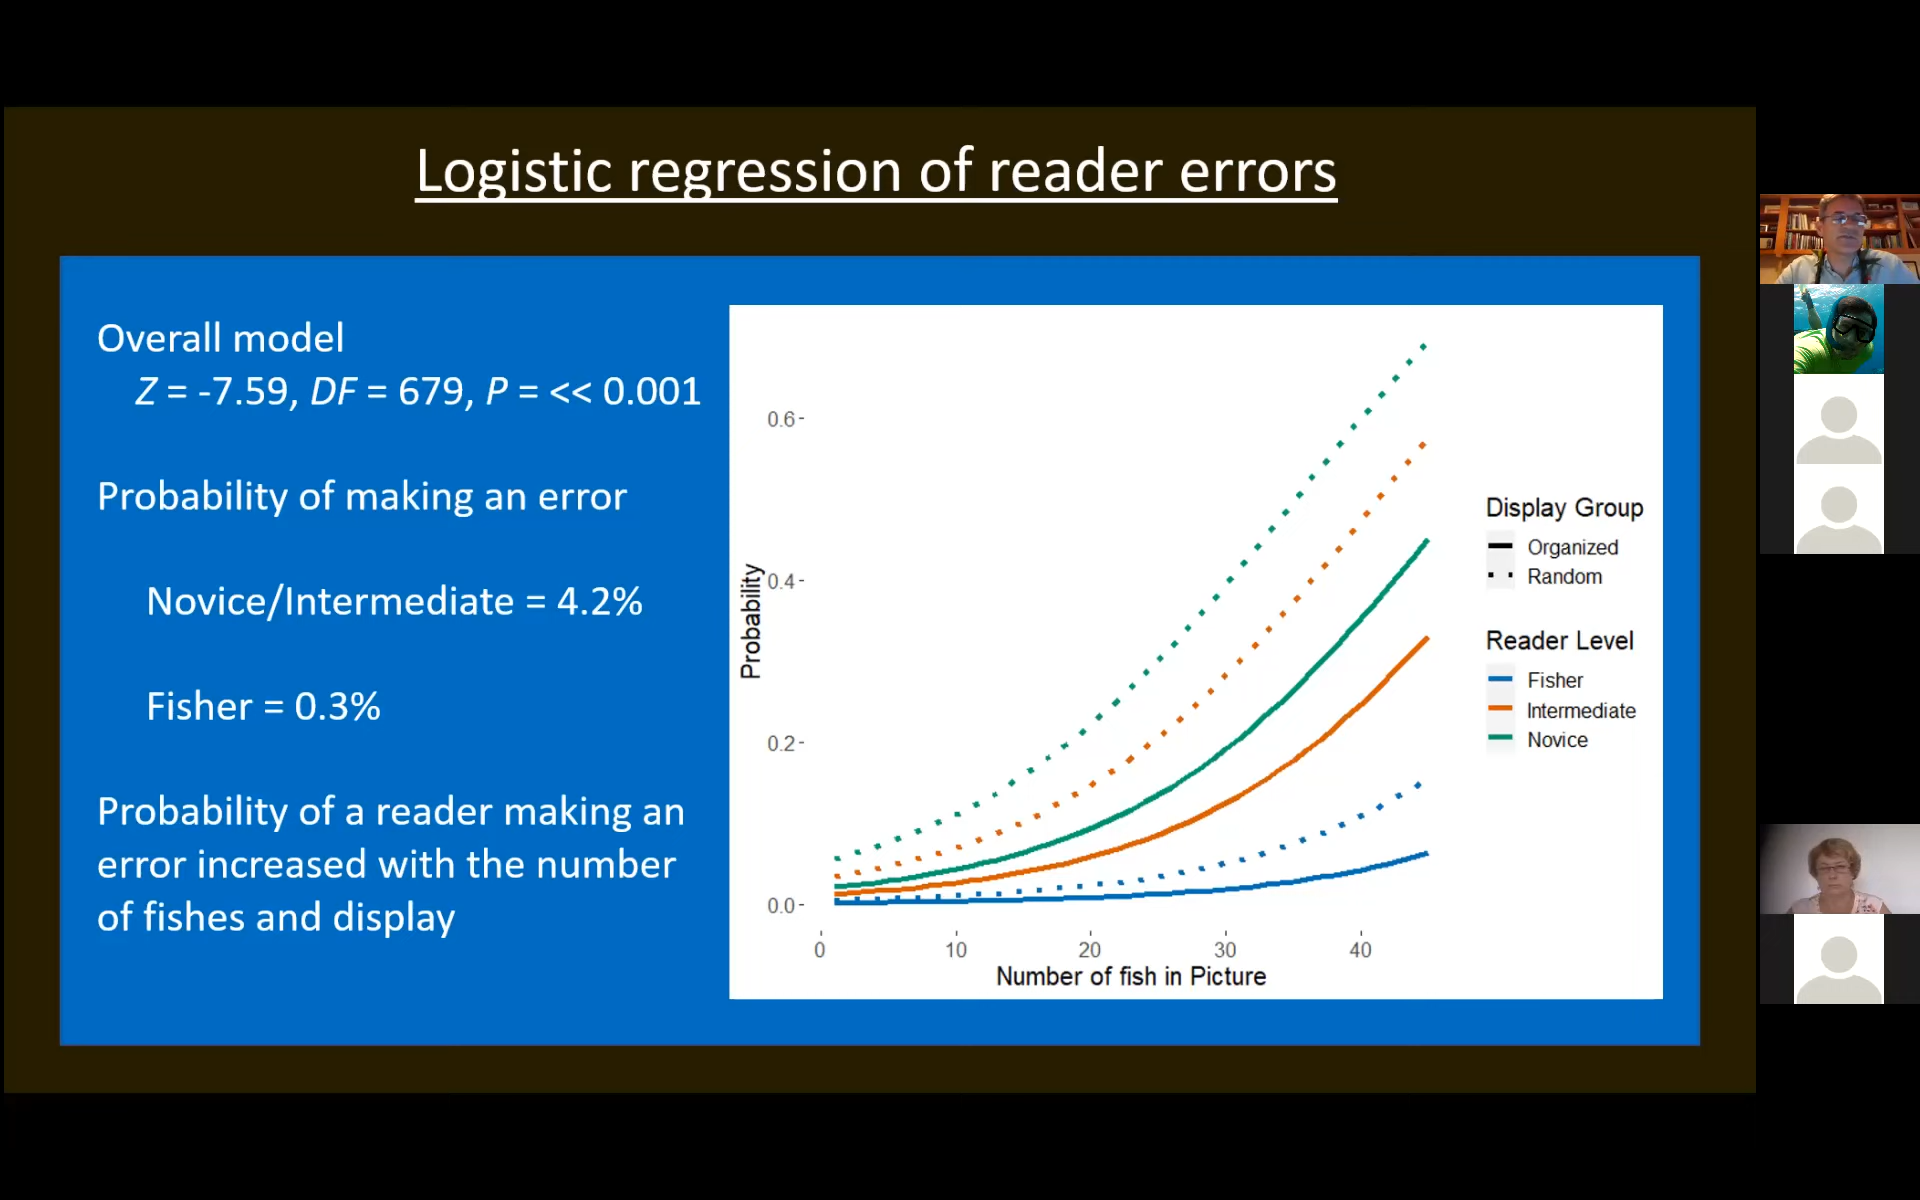 Logistic regression of reader errors
Overall model
Z = -7.59, DF = 679, P = << 0.001
Probability of making an error
Novice/Intermediate = 4.2%
Fisher = 0.3%
Probability of a reader making an
error increased with the number
of fishes and display
Probability
0.6
0.4
0.2
0.0
0 10 20 30 40
Number of fish in Picture
Display Group
Organized
Random
Reader Level
Fisher
Intermediate
Novice